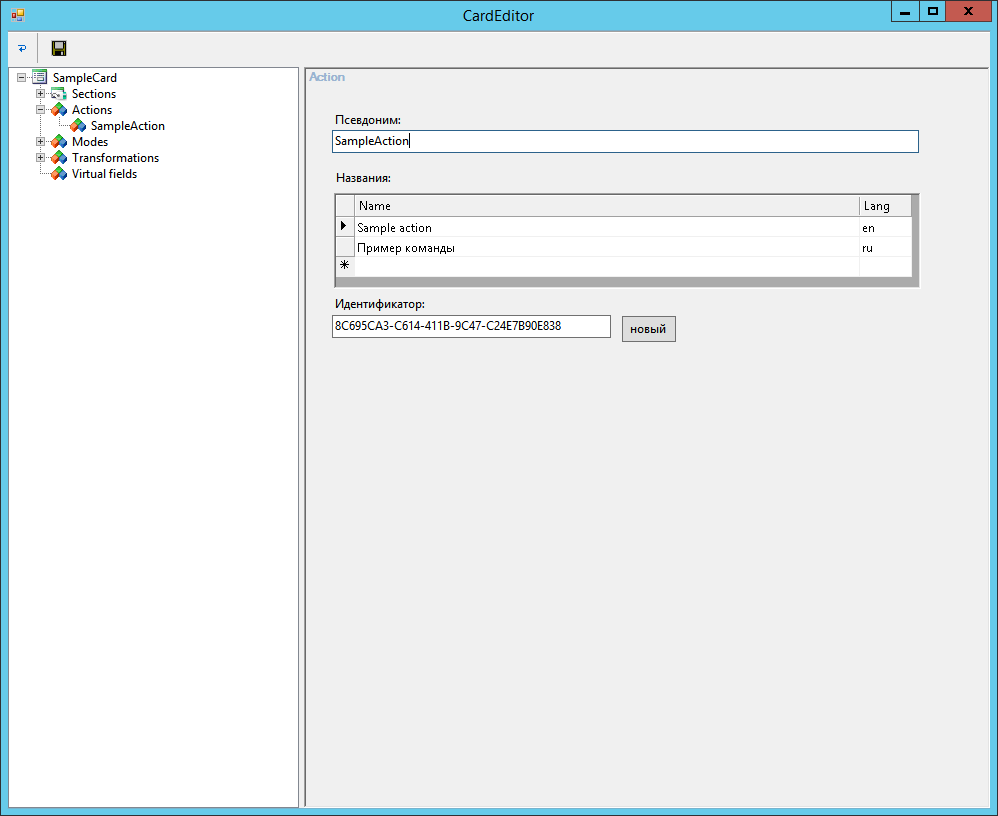 CardEditor
SampleCard
Sections
Actions
SampleAction
Modes
Transformations
Virtual fields
Action
Псевдоним:
SampleAction
Названия:
Name Lang
Sample action en
Пример команды ru
Идентификатор:
8C695CA3-C614-411B-9C47-C24E7B90E838 новый